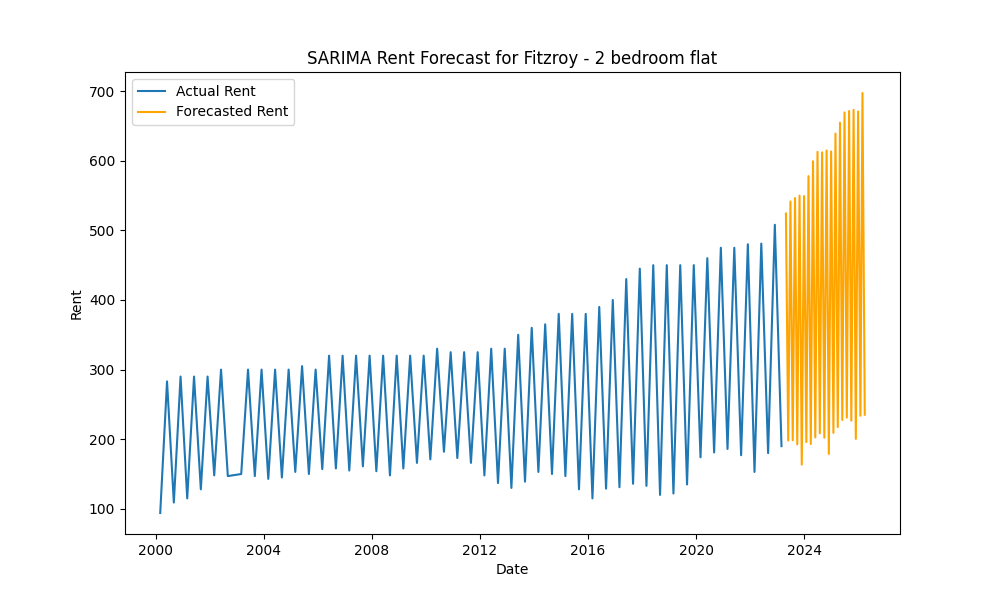 SARIMA Rent Forecast for Fitzroy - 2 bedroom flat
Actual Rent
Forecasted Rent
700
600
500
400
300
200
100
Rent
2000 2004 2008 2012 2016 2020 2024
Date